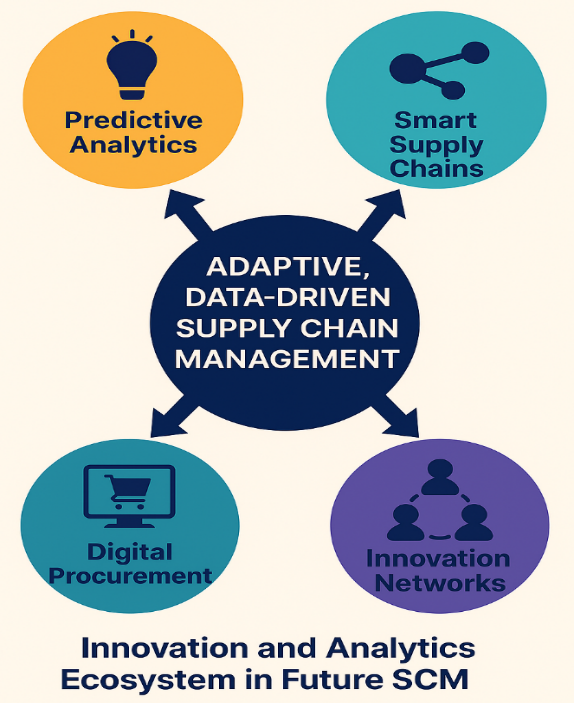 Predictive
Analytics
Smart
Supply
Chains
ADAPTIVE,
DATA-DRIVEN
SUPPLY CHAIN
MANAGEMENT
Digital
Procurement
Innovation
Networks
Innovation and Analytics
Ecosystem in Future SCM